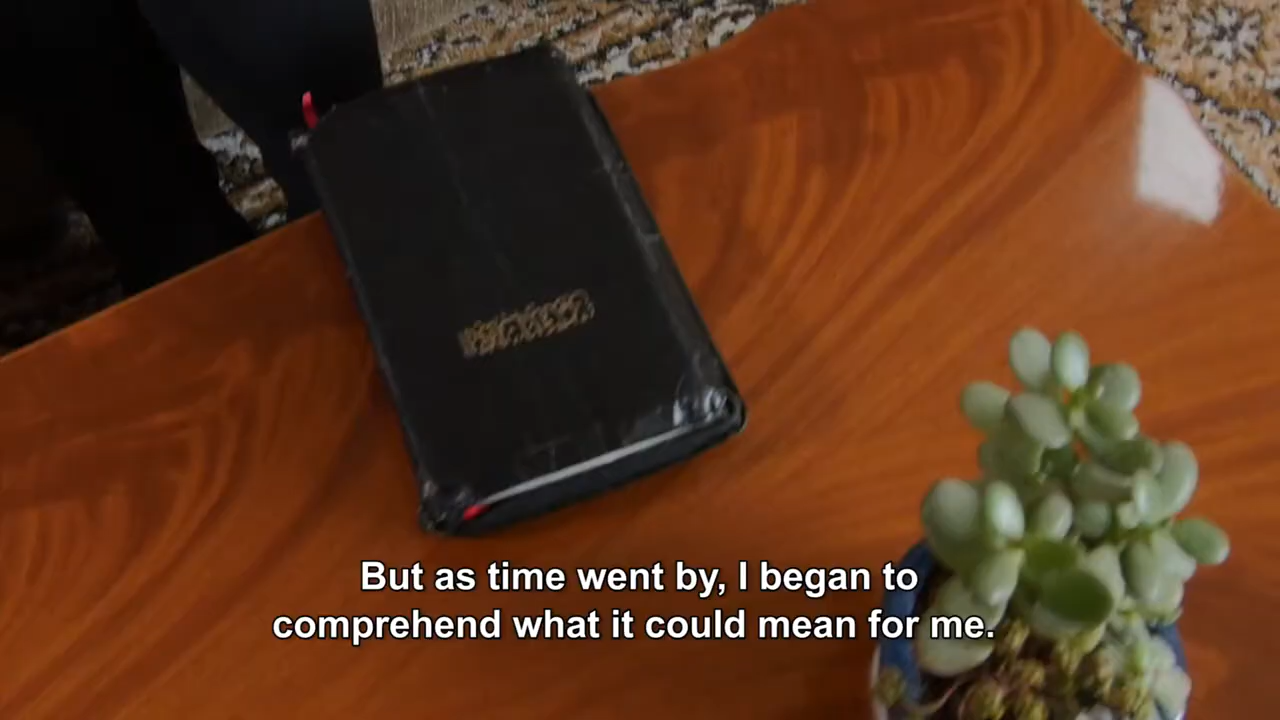 But as time went by, I began to
comprehend what it could mean for me.